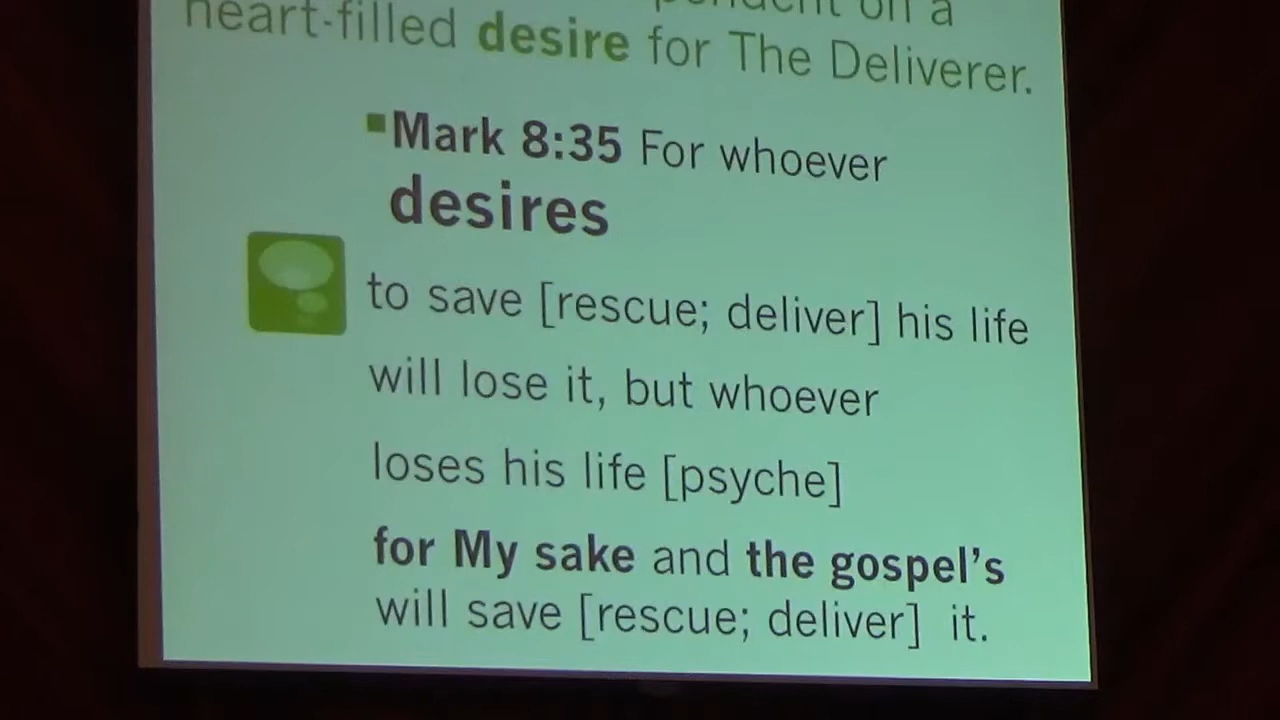 on a
heart-filled desire for The Deliverer.
Mark 8:35 For whoever
desires
to save [rescue; deliver] his life
will lose it, but whoever
loses his life [psyche]
for My sake and the gospel's
will save [rescue; deliver] it.